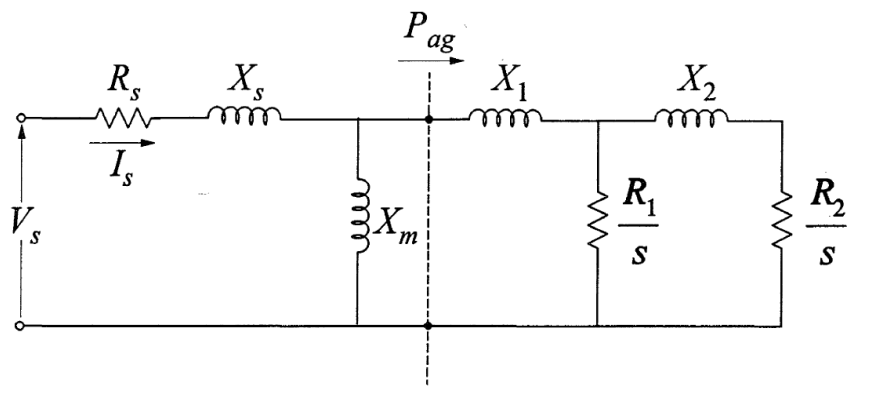 P_ag
R_s
X_s
X_1
X_2
I_s
V_s
X_m
R_1
s
R_2
s